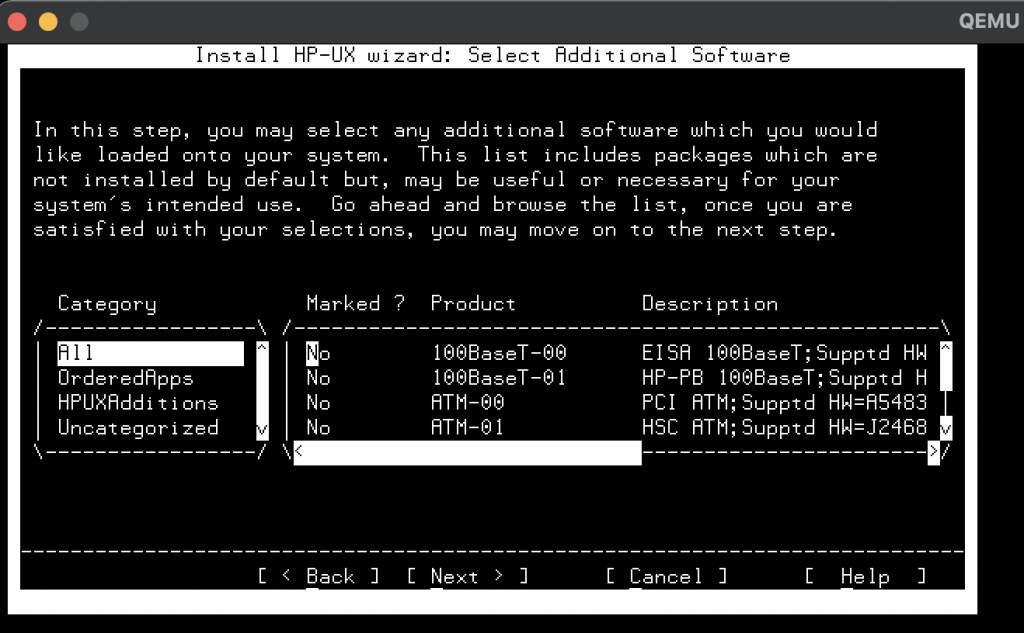 QEMU
Install HP-UX wizard: Select Additional Software
In this step, you may select any additional software which you would
like loaded onto your system.  This list includes packages which are
not installed by default but, may be useful or necessary for your
system's intended use.  Go ahead and browse the list, once you are
satisfied with your selections, you may move on to the next step.
Category Marked ? Product Description
All No 100BaseT-00 EISA 100BaseT;Supptd HW
OrderedApps No 100BaseT-01 HP-PB 100BaseT;Supptd H
HPUXAdditions No ATM-00 PCI ATM;Supptd HW=A5483
Uncategorized No ATM-01 HSC ATM;Supptd HW=J2468
[ < Back ] [ Next > ] [ Cancel ] [ Help ]